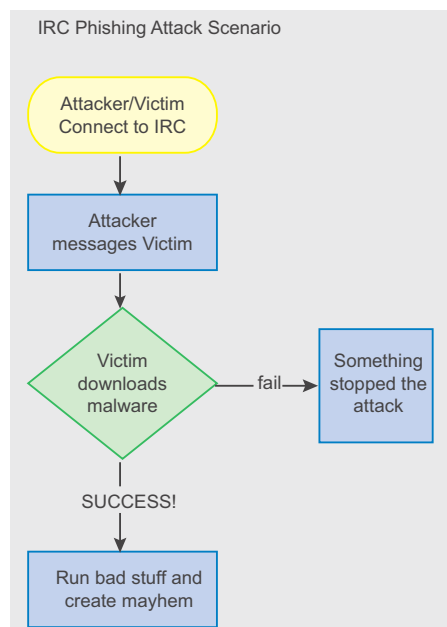 IRC Phishing Attack Scenario
Attacker/Victim
Connect to IRC
Attacker
messages Victim
Victim
downloads
malware
fail
Something
stopped the
attack
SUCCESS!
Run bad stuff and
create mayhem